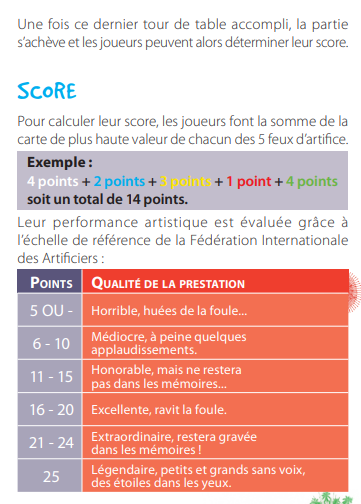 Une fois ce dernier tour de table accompli, la partie
s'achève et les joueurs peuvent alors déterminer leur score.
SCORE
Pour calculer leur score, les joueurs font la somme de la
carte de plus haute valeur de chacun des 5 feux d'artifice.
Exemple :
4 points + 2 points + 3 points + 1 point + 4 points
soit un total de 14 points.
Leur performance artistique est évaluée grâce à
l'échelle de référence de la Fédération Internationale
des Artificiers :
POINTS QUALITÉ DE LA PRESTATION
5 OU - Horrible, huées de la foule...
6 - 10 Médiocre, à peine quelques
applaudissements.
11 - 15 Honorable, mais ne restera
pas dans les mémoires...
16 - 20 Excellente, ravit la foule.
21 - 24 Extraordinaire, restera gravée
dans les mémoires !
25 Légendaire, petits et grands sans voix,
des étoiles dans les yeux.